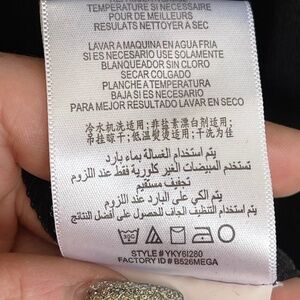 TEMPERATURE SI NECESSAIRE
POUR DE MEILLEURS
RESULATS NETTOYER A SEC
LAVAR A MAQUINA EN AGUA FRIA
SI ES NECESARIO USE SOLAMENTE
BLANQUEADOR SIN CLORO
SECAR COLGADO
PLANCHE A TEMPERATURA
BAJA SI ES NECESARIO
PARA MEJOR RESULTADO LAVAR EN SECO
冷水机洗适用;非盐素漂白剂适用;
吊挂晾干;低温熨烫适用;干洗为佳
يتم استخدام الغسالة بماء بارد
تستخدم المبيضات الغير كلورية فقط عند اللزوم
تجفيف مستقيم
يتم الكي على البارد عند اللزوم
يتم استخدام التنظيف الجاف للحصول على أفضل النتائج
STYLE # YKY6I280
FACTORY ID # B526MEGA